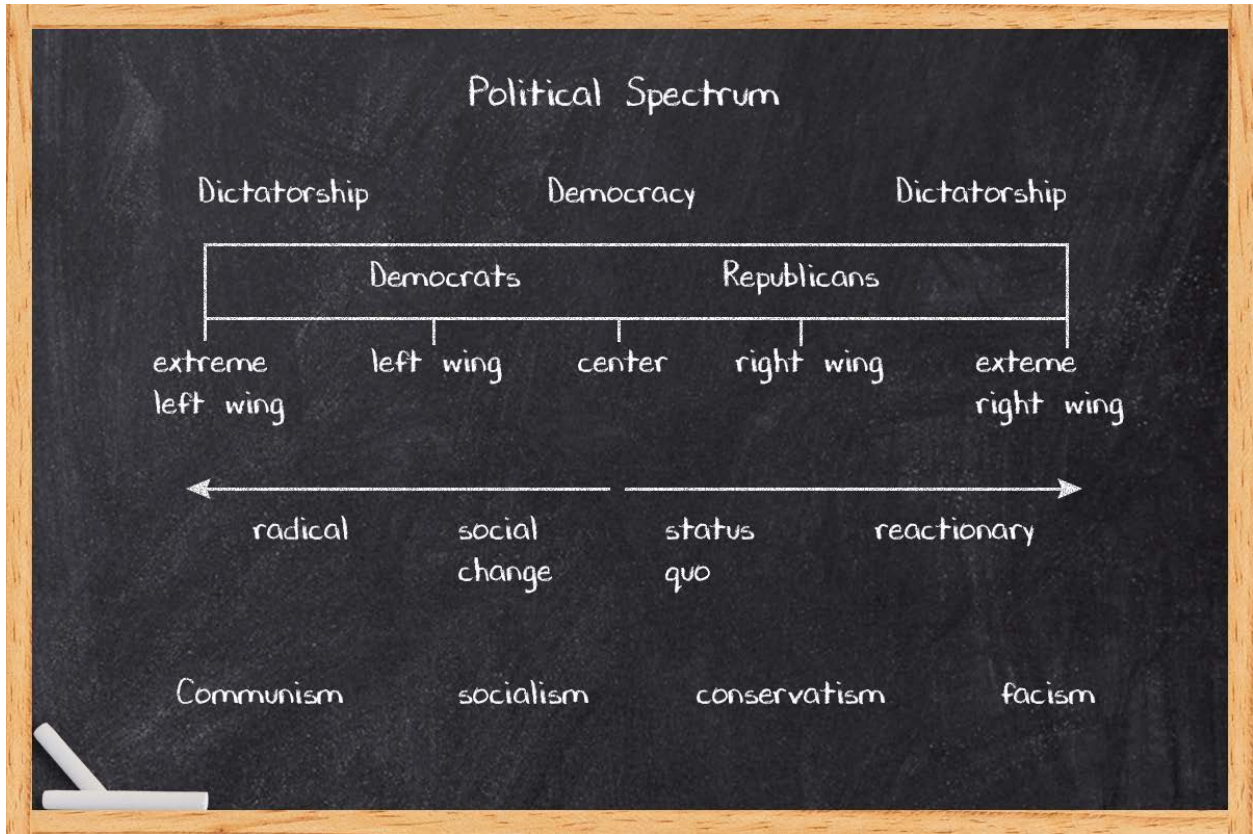 Political Spectrum
Dictatorship Democracy Dictatorship
Democrats Republicans
extreme left wing center right wing exteme
left wing right wing
radical social status reactionary
change quo
Communism socialism conservatism facism